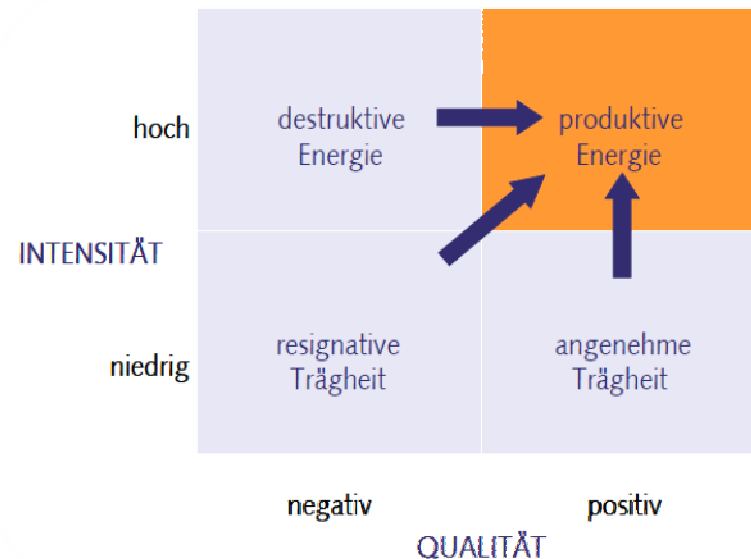 hoch
destruktive
Energie
produktive
Energie
INTENSITÄT
niedrig
resignative
Trägheit
angenehme
Trägheit
negativ
positiv
QUALITÄT